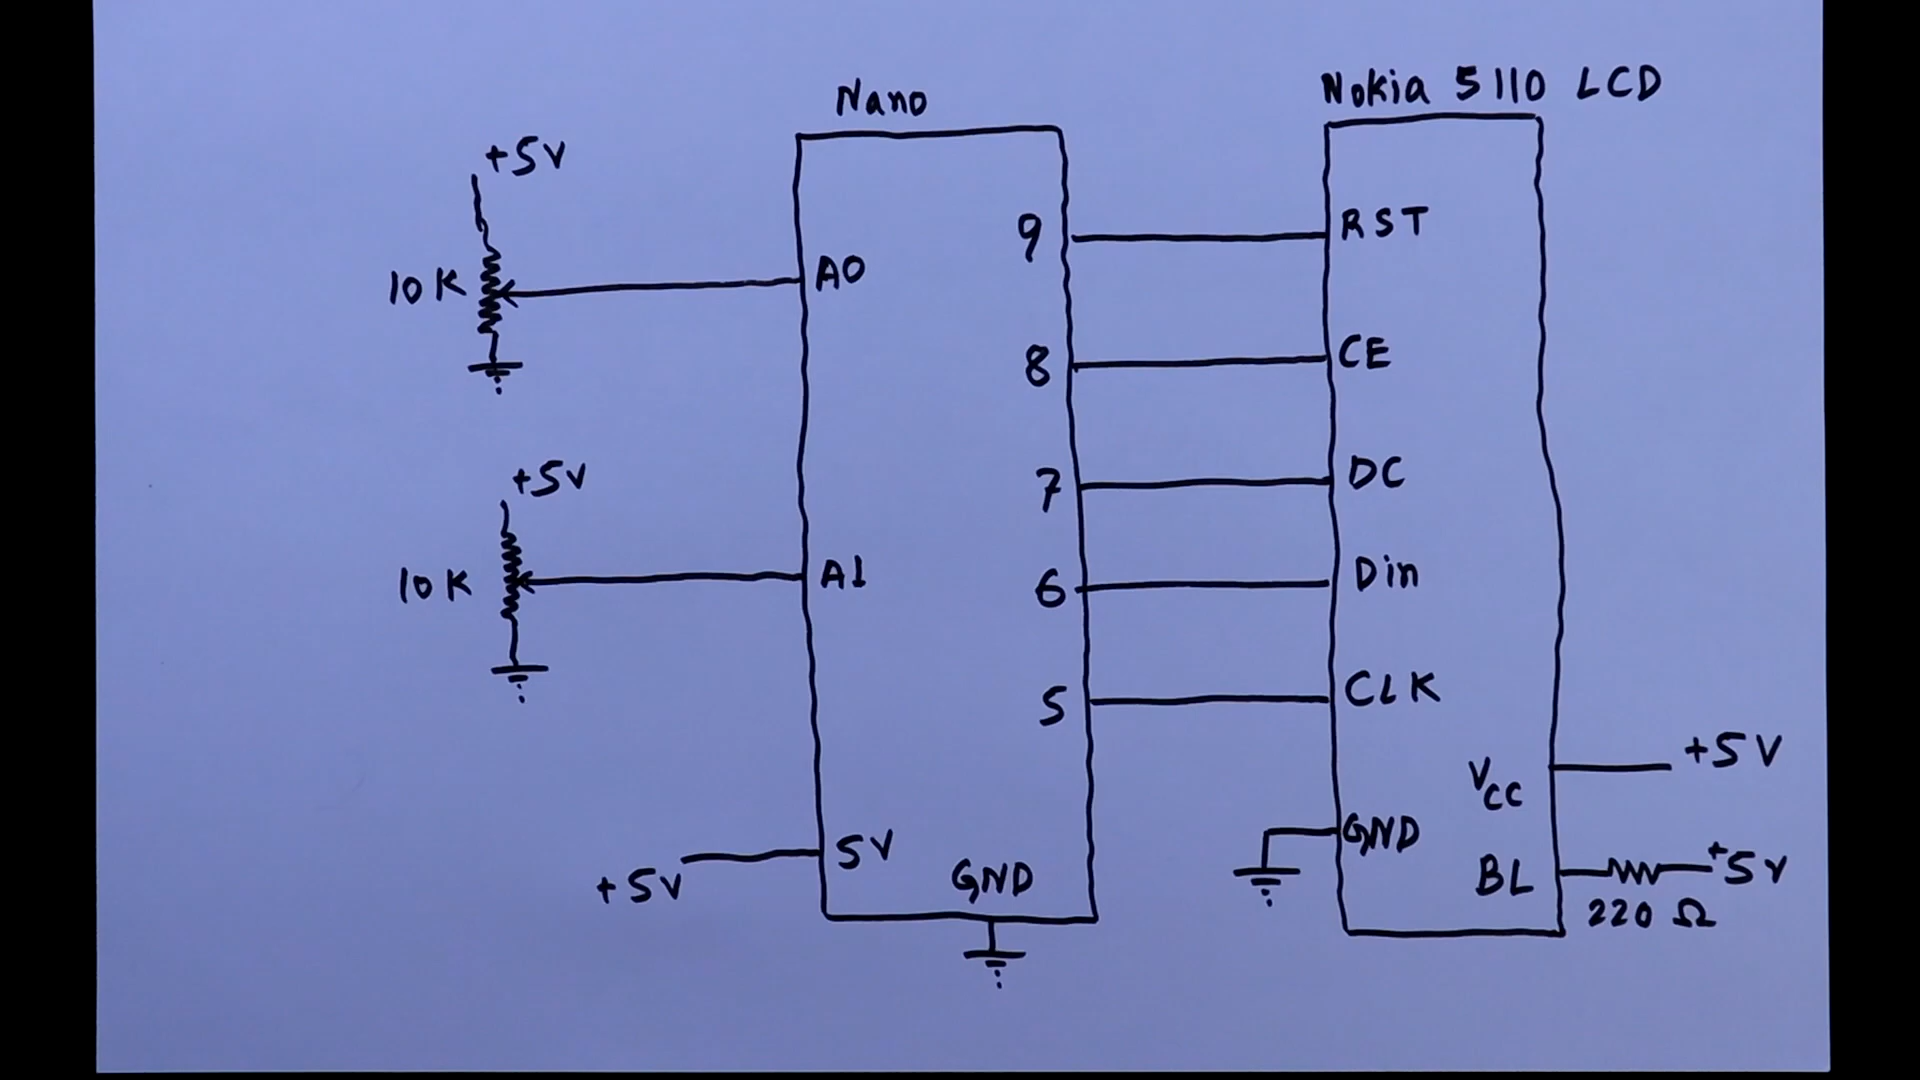 Nano
Nokia 5110 LCD
+5V
10K
A0
9
RST
8
CE
+5V
10K
A1
7
DC
6
Din
5
CLK
+5V
5V
GND
GND
Vcc
+5V
BL
+5V
220 Ω